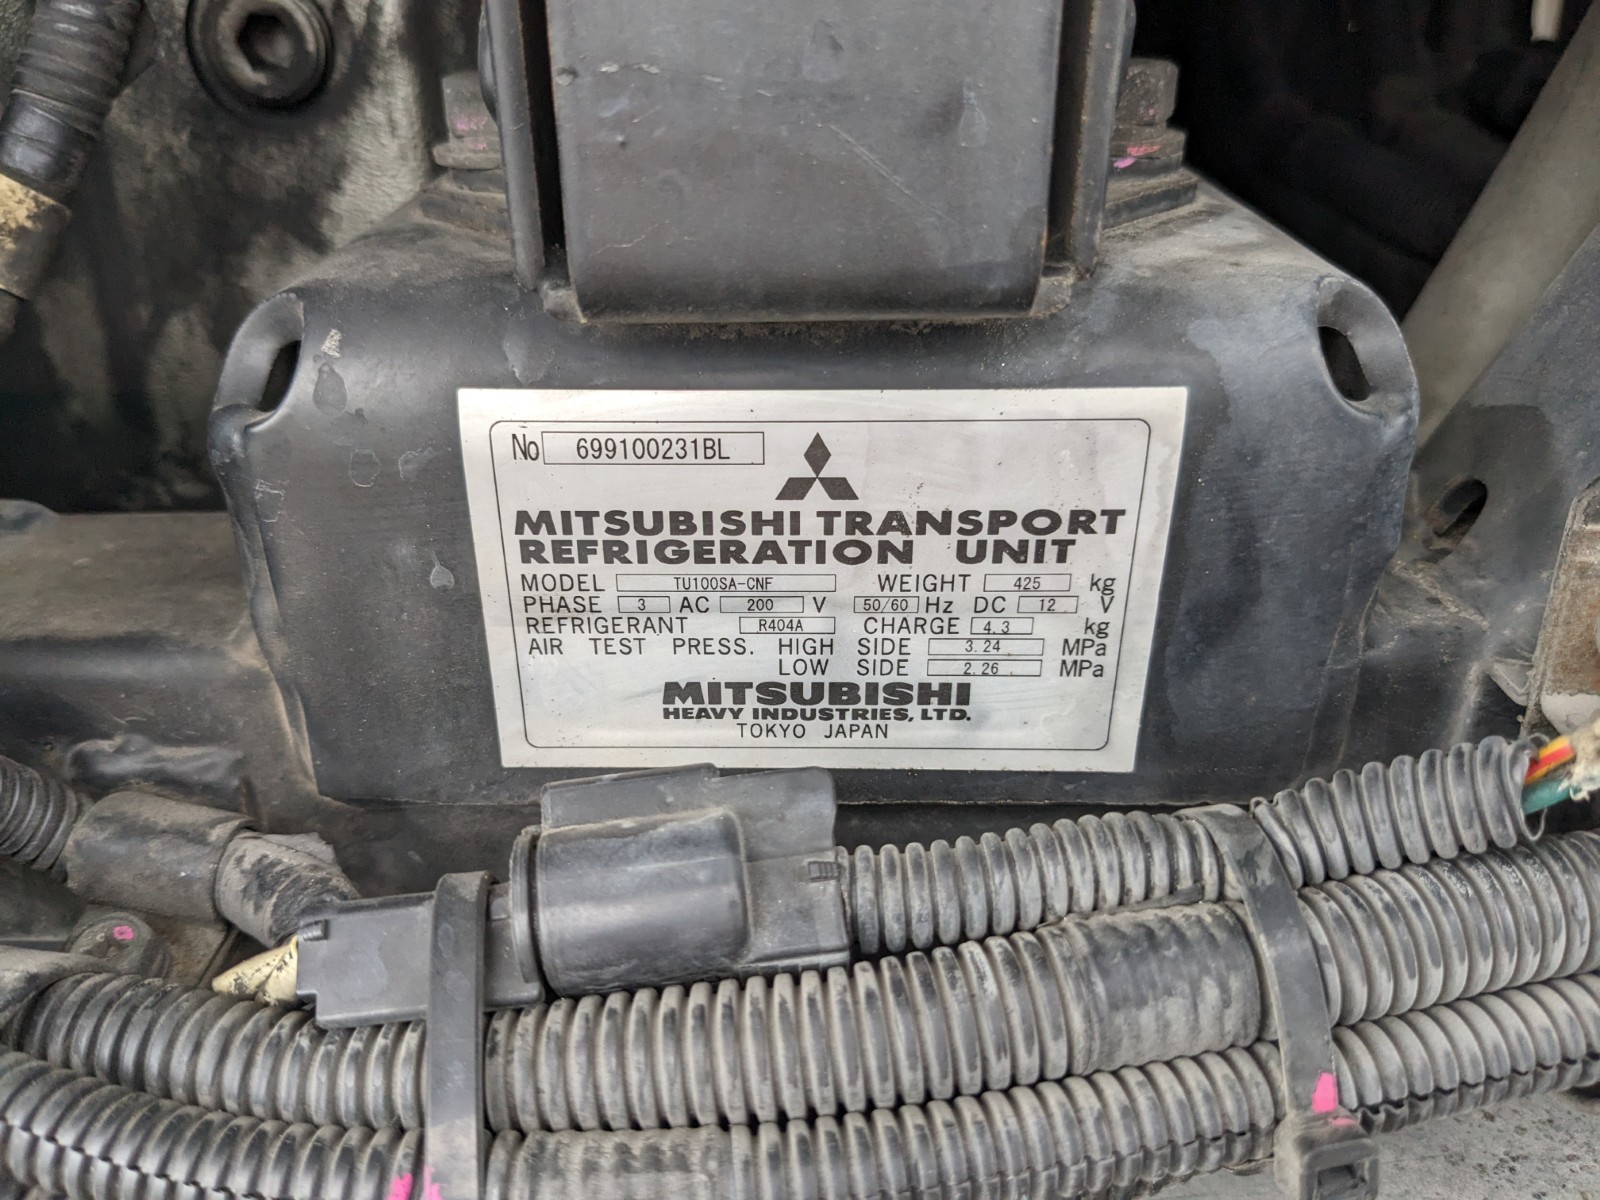 No 699100231BL
MITSUBISHI TRANSPORT
REFRIGERATION UNIT
MODEL TU100SA-CNF WEIGHT 425 kg
PHASE 3 AC 200 V 50/60 Hz DC 12 V
REFRIGERANT R404A CHARGE 4.3 kg
AIR TEST PRESS. HIGH SIDE 3.24 MPa
LOW SIDE 2.26 MPa
MITSUBISHI
HEAVY INDUSTRIES, LTD.
TOKYO JAPAN